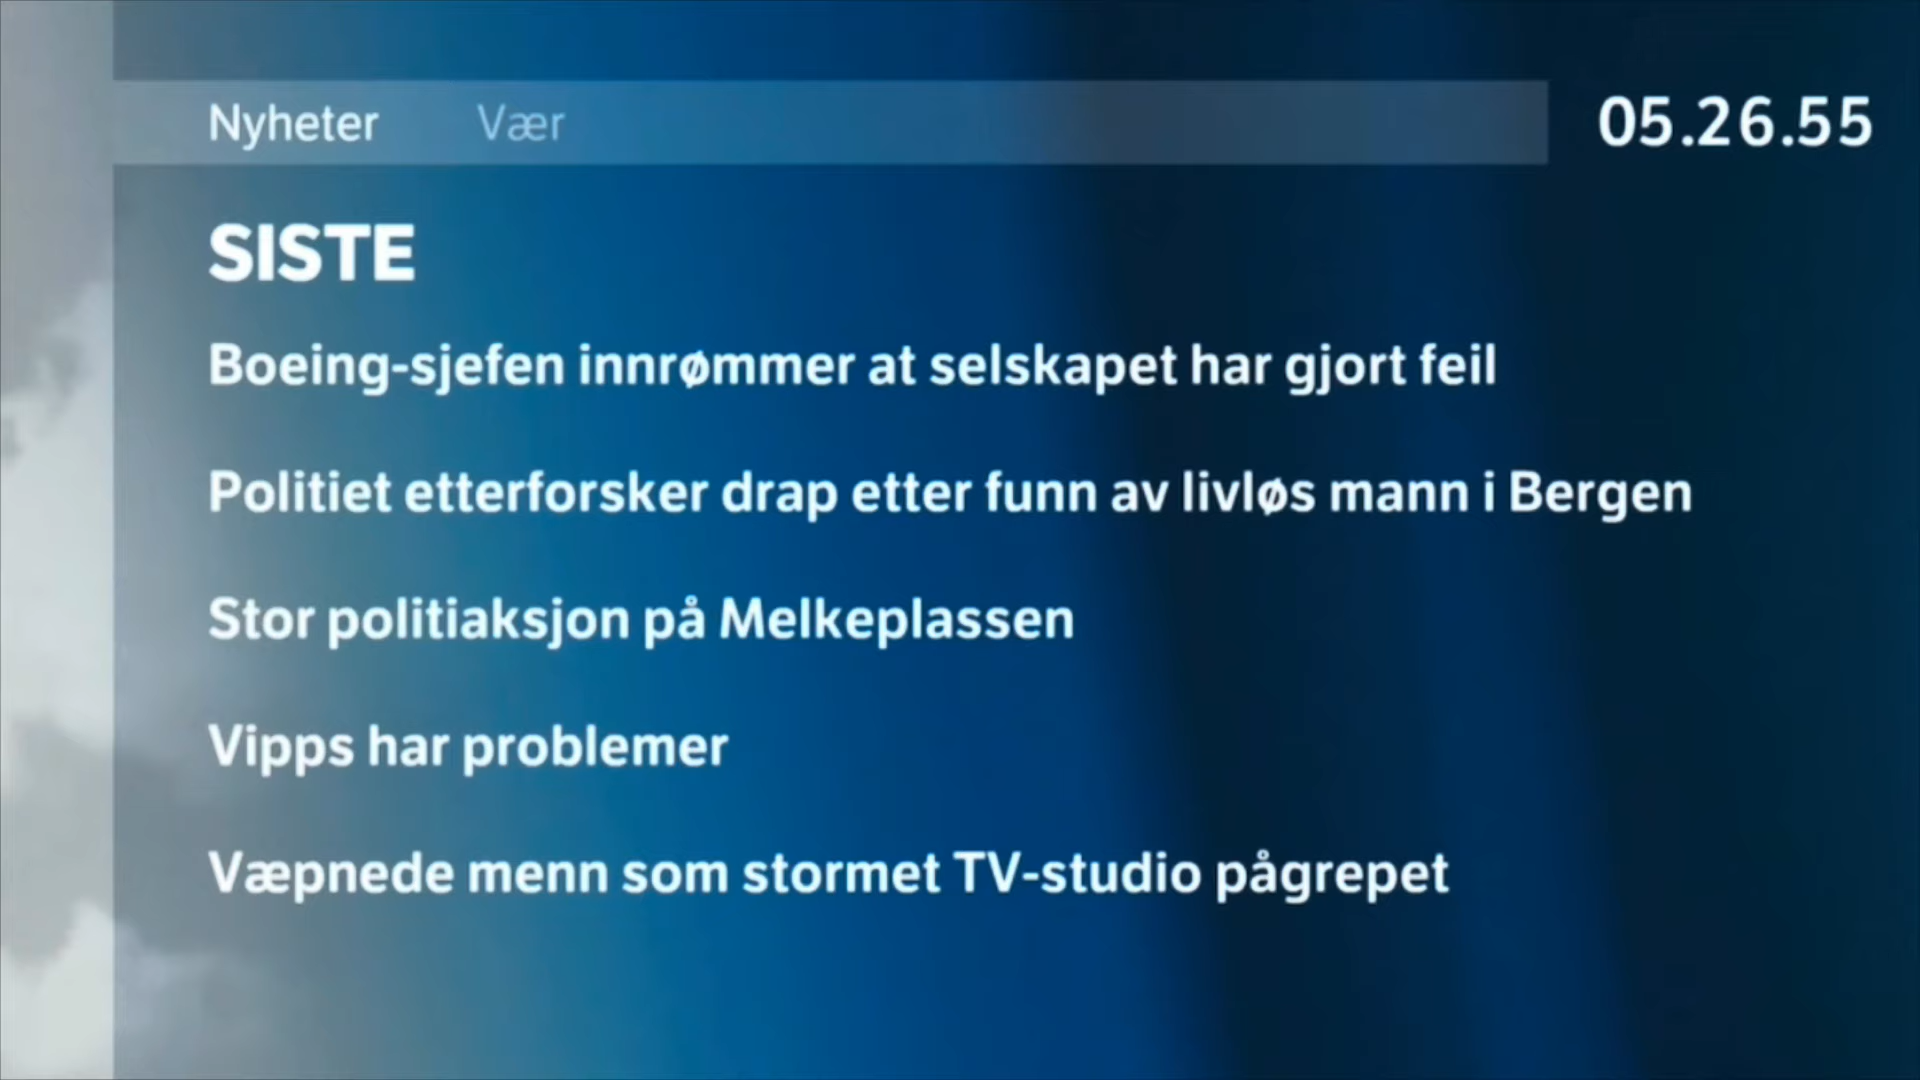 Nyheter Vær 05.26.55
SISTE
Boeing-sjefen innrømmer at selskapet har gjort feil
Politiet etterforsker drap etter funn av livløs mann i Bergen
Stor politiaksjon på Melkeplassen
Vipps har problemer
Væpnede menn som stormet TV-studio pågrepet